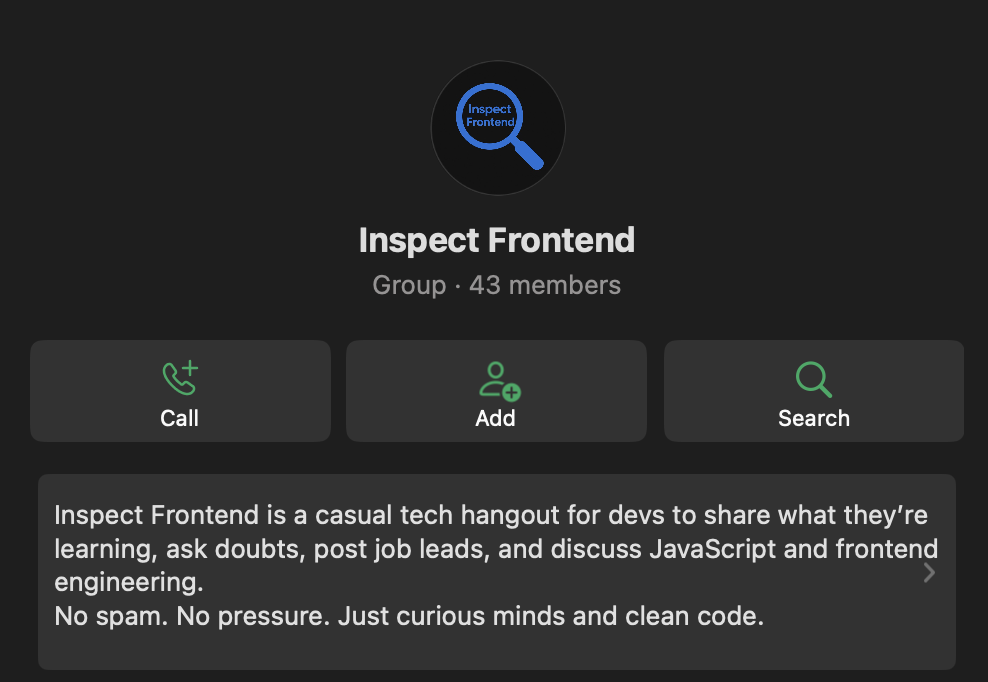 Inspect
Frontend
Inspect Frontend
Group · 43 members
Call
Add
Search
Inspect Frontend is a casual tech hangout for devs to share what they’re
learning, ask doubts, post job leads, and discuss JavaScript and frontend
engineering.
No spam. No pressure. Just curious minds and clean code.